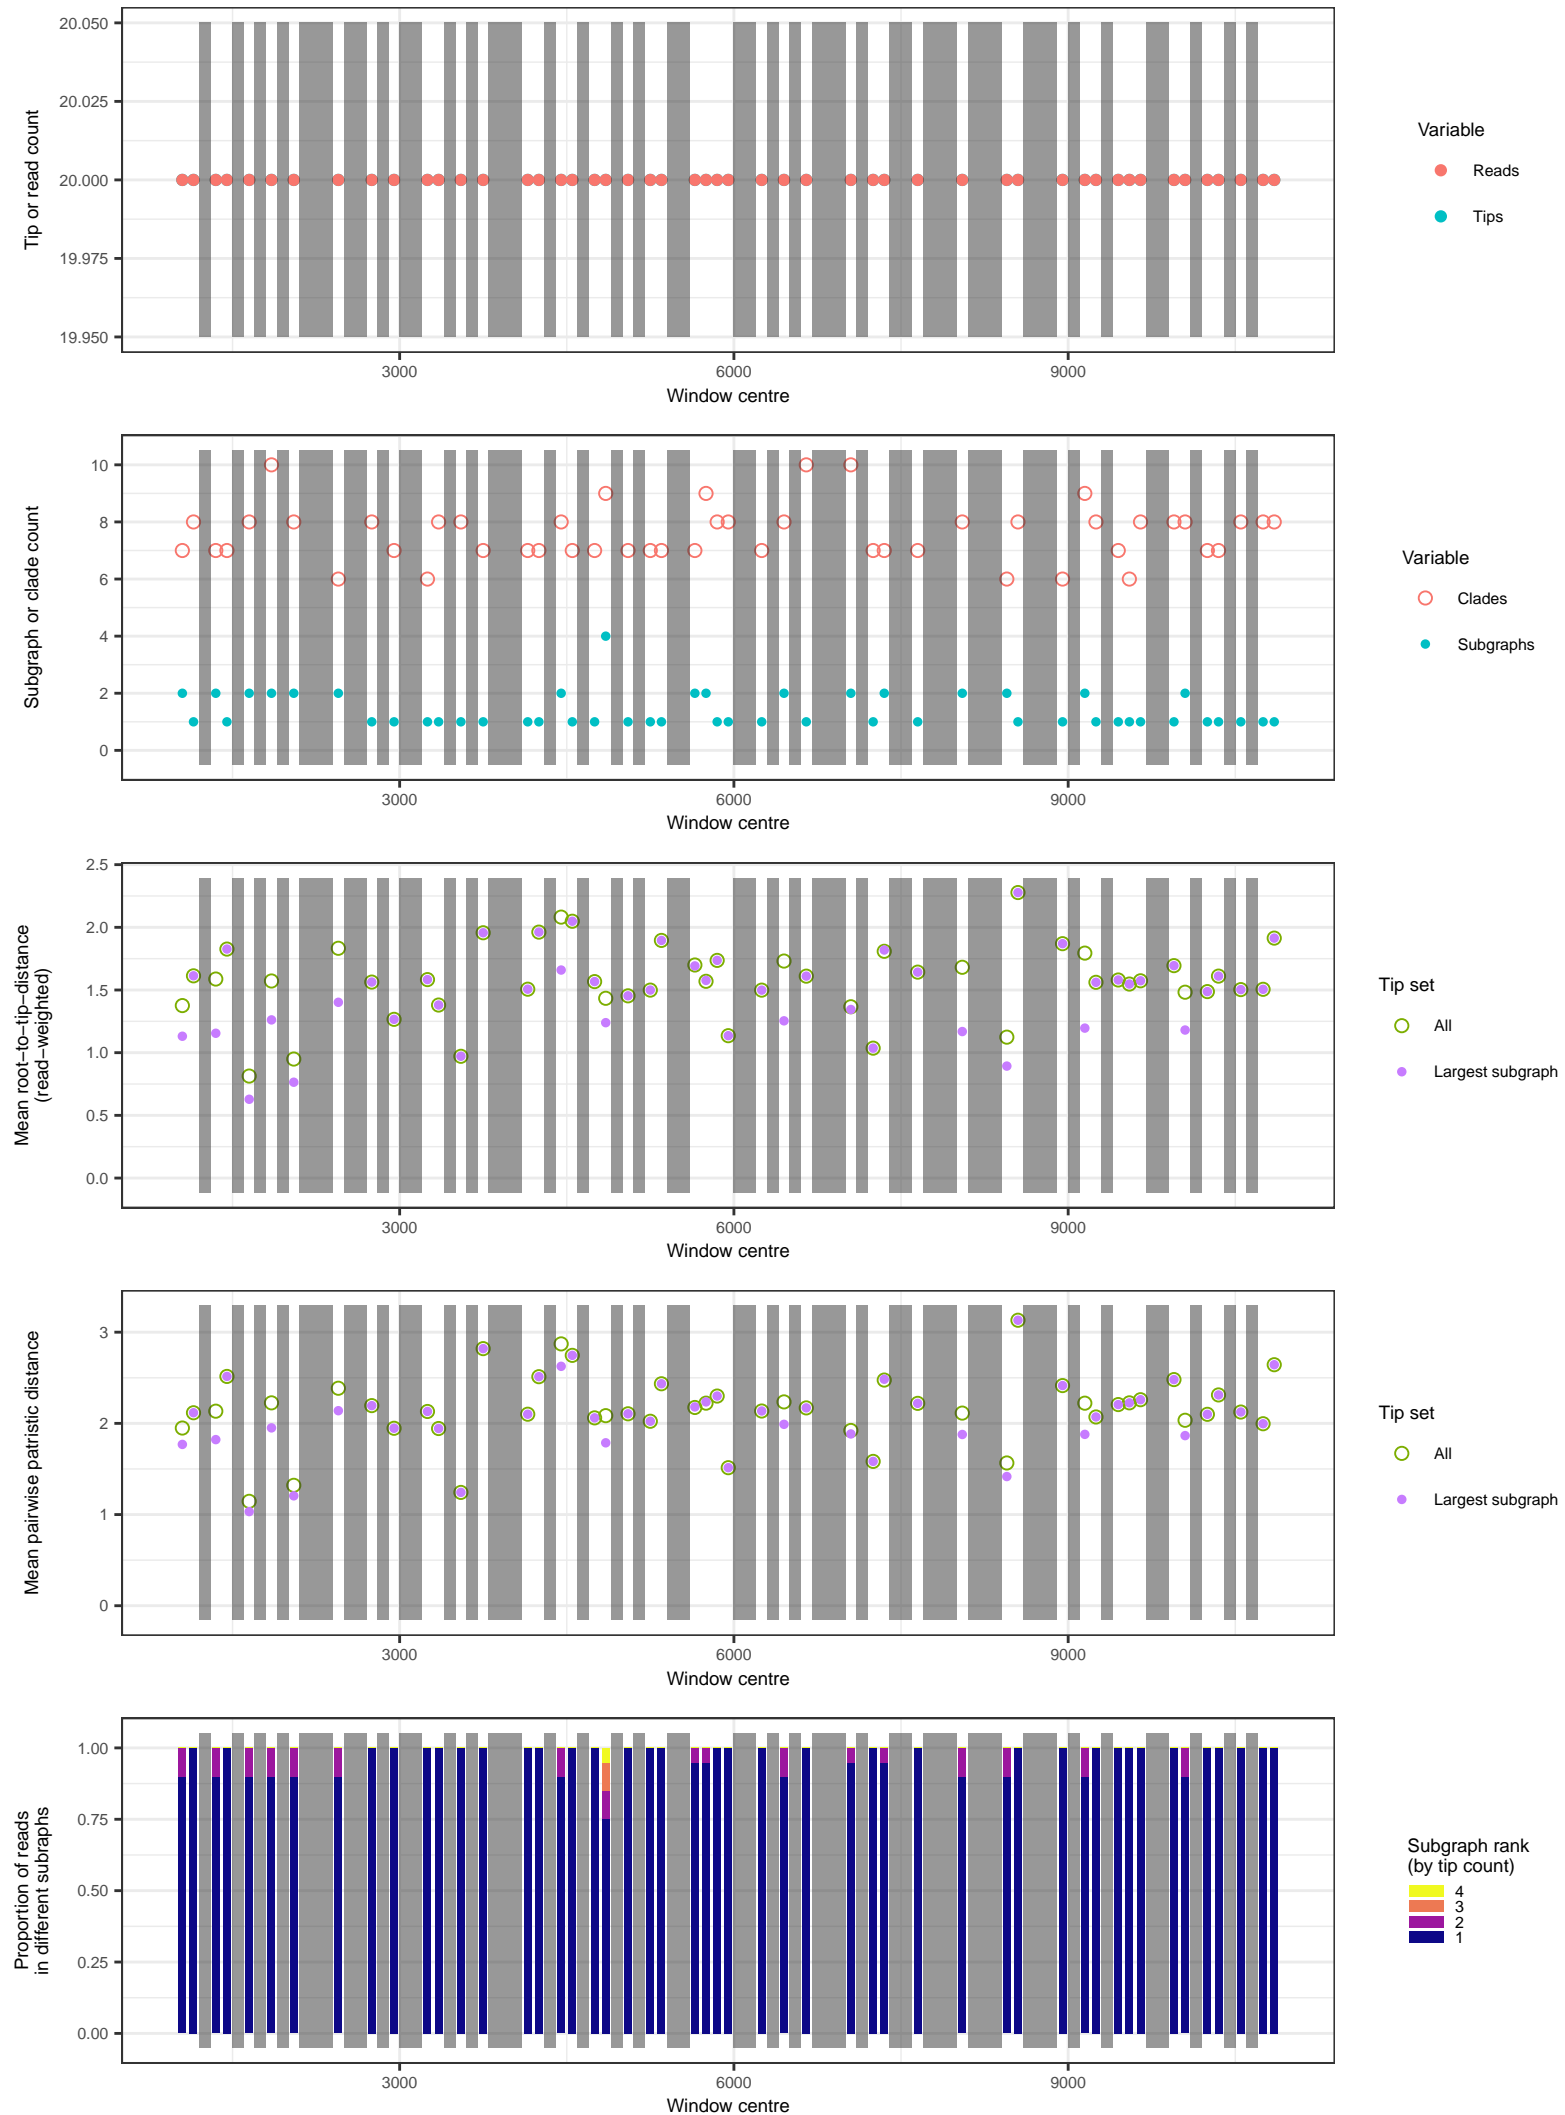 20.050
20.025
20.000
19.975
19.950
Tip or read count
3000
6000
9000
Window centre
Variable
Reads
Tips
10
8
6
4
2
0
Subgraph or clade count
3000
6000
9000
Window centre
Variable
Clades
Subgraphs
2.5
2.0
1.5
1.0
0.5
0.0
Mean root−to−tip−distance
(read−weighted)
3000
6000
9000
Window centre
Tip set
All
Largest subgraph
3
2
1
0
Mean pairwise patristic distance
3000
6000
9000
Window centre
Tip set
All
Largest subgraph
1.00
0.75
0.50
0.25
0.00
Proportion of reads
in different subraphs
3000
6000
9000
Window centre
Subgraph rank
(by tip count)
4
3
2
1